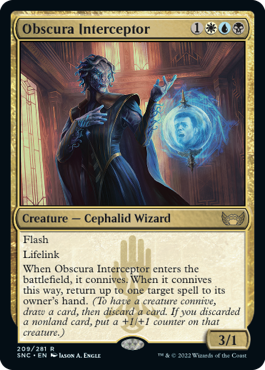 Obscura Interceptor 1
Creature — Cephalid Wizard
Flash
Lifelink
When Obscura Interceptor enters the
battlefield, it connives. When it connives
this way, return up to one target spell to its
owner's hand. (To have a creature connive,
draw a card, then discard a card. If you discarded
a nonland card, put a +1/+1 counter on that
creature.)
3/1
209/281 R
SNC • EN Iason A. Engle
™ & © 2022 Wizards of the Coast